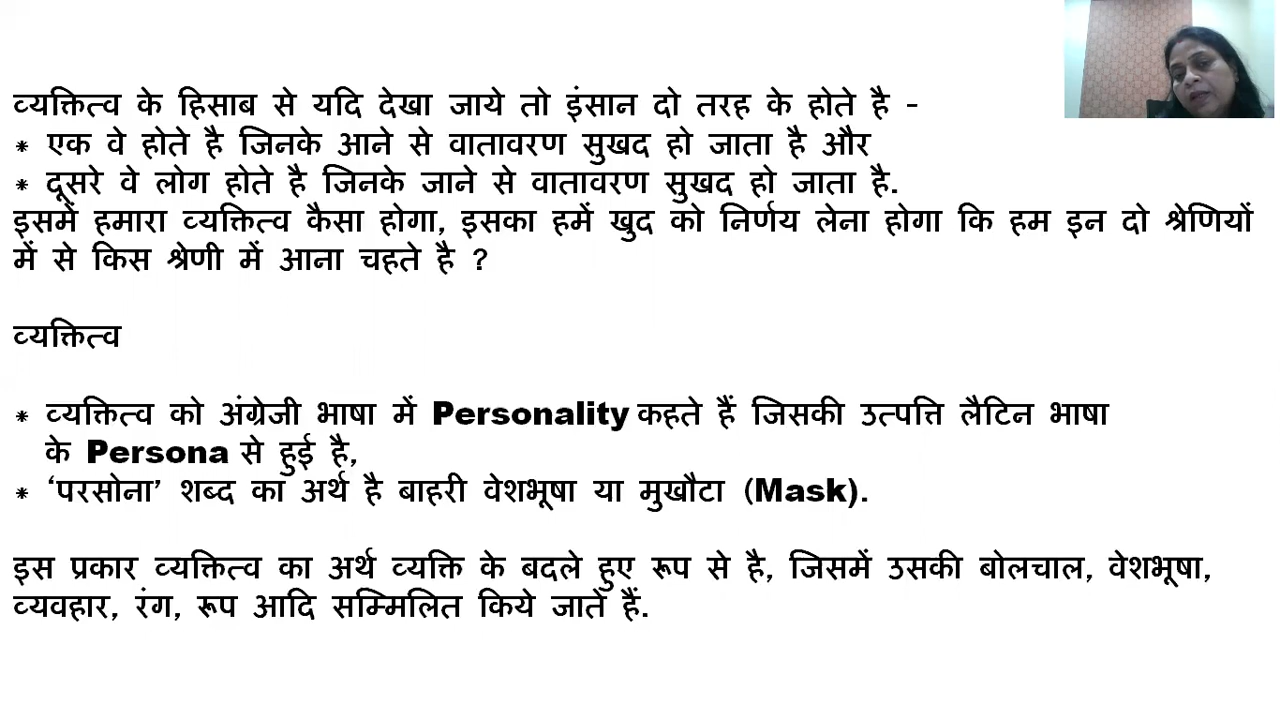 व्यक्तित्व के हिसाब से यदि देखा जाये तो इंसान दो तरह के होते है -
* एक वे होते है जिनके आने से वातावरण सुखद हो जाता है और
* दूसरे वे लोग होते है जिनके जाने से वातावरण सुखद हो जाता है.
इसमें हमारा व्यक्तित्व कैसा होगा, इसका हमें खुद को निर्णय लेना होगा कि हम इन दो श्रेणियों
में से किस श्रेणी में आना चहते है ?
व्यक्तित्व
* व्यक्तित्व को अंग्रेजी भाषा में Personality कहते हैं जिसकी उत्पत्ति लैटिन भाषा
के Persona से हुई है,
* ‘परसोना’ शब्द का अर्थ है बाहरी वेशभूषा या मुखौटा (Mask).
इस प्रकार व्यक्तित्व का अर्थ व्यक्ति के बदले हुए रूप से है, जिसमें उसकी बोलचाल, वेशभूषा,
व्यवहार, रंग, रूप आदि सम्मिलित किये जाते हैं.